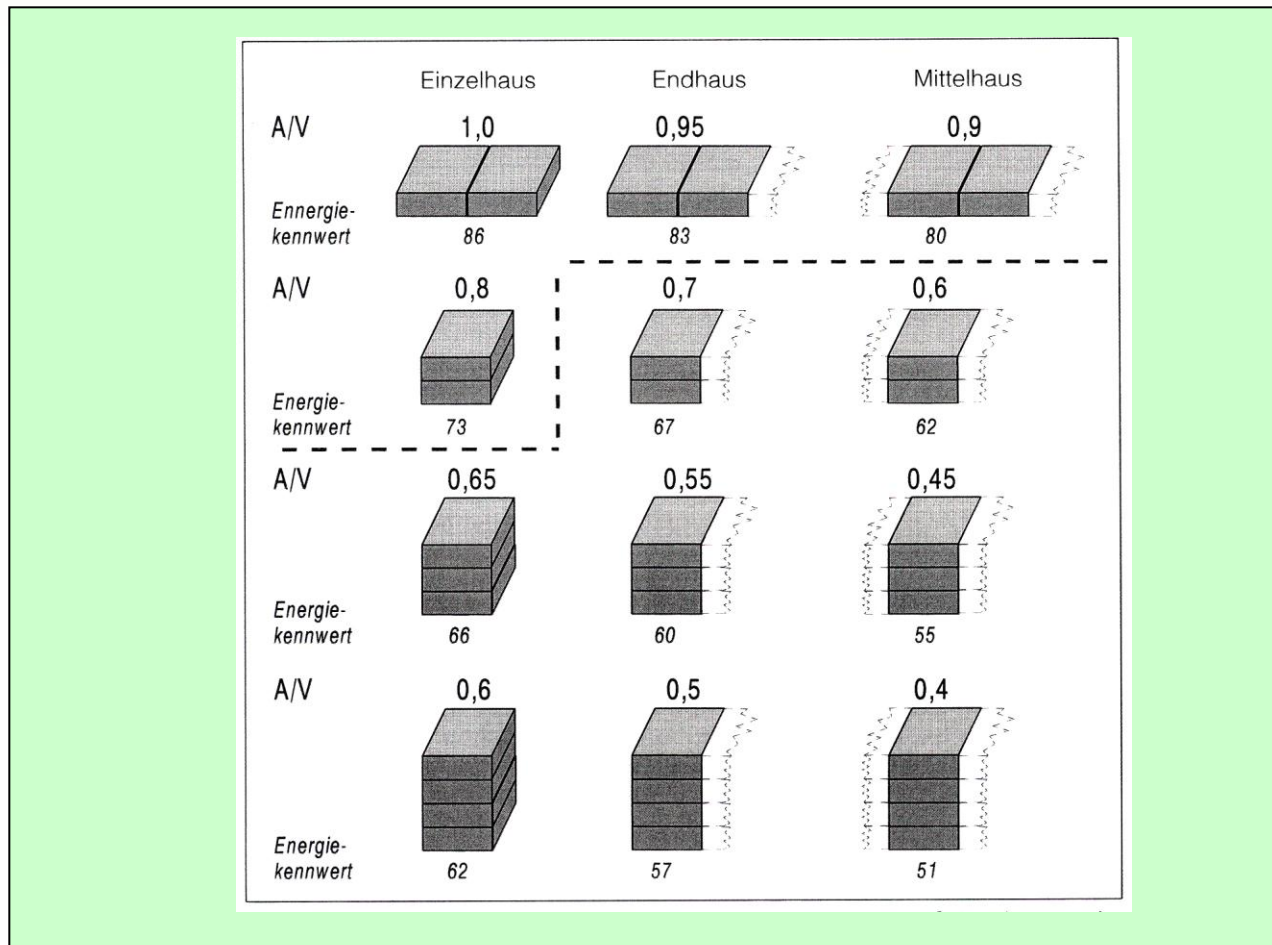 Einzelhaus Endhaus Mittelhaus
A/V 1,0 0,95 0,9
Ennergie-
kennwert 86 83 80
A/V 0,8 0,7 0,6
Energie-
kennwert 73 67 62
A/V 0,65 0,55 0,45
Energie-
kennwert 66 60 55
A/V 0,6 0,5 0,4
Energie-
kennwert 62 57 51